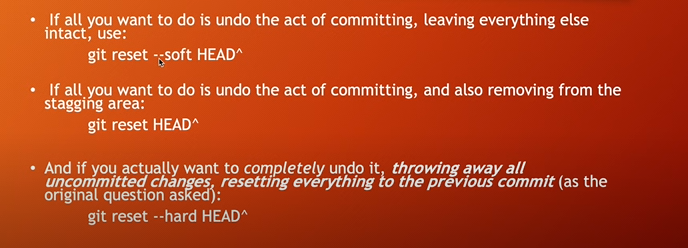 • If all you want to do is undo the act of committing, leaving everything else
intact, use:
git reset --soft HEAD^
• If all you want to do is undo the act of committing, and also removing from the
stagging area:
git reset HEAD^
• And if you actually want to completely undo it, throwing away all
uncommitted changes, resetting everything to the previous commit (as the
original question asked):
git reset --hard HEAD^